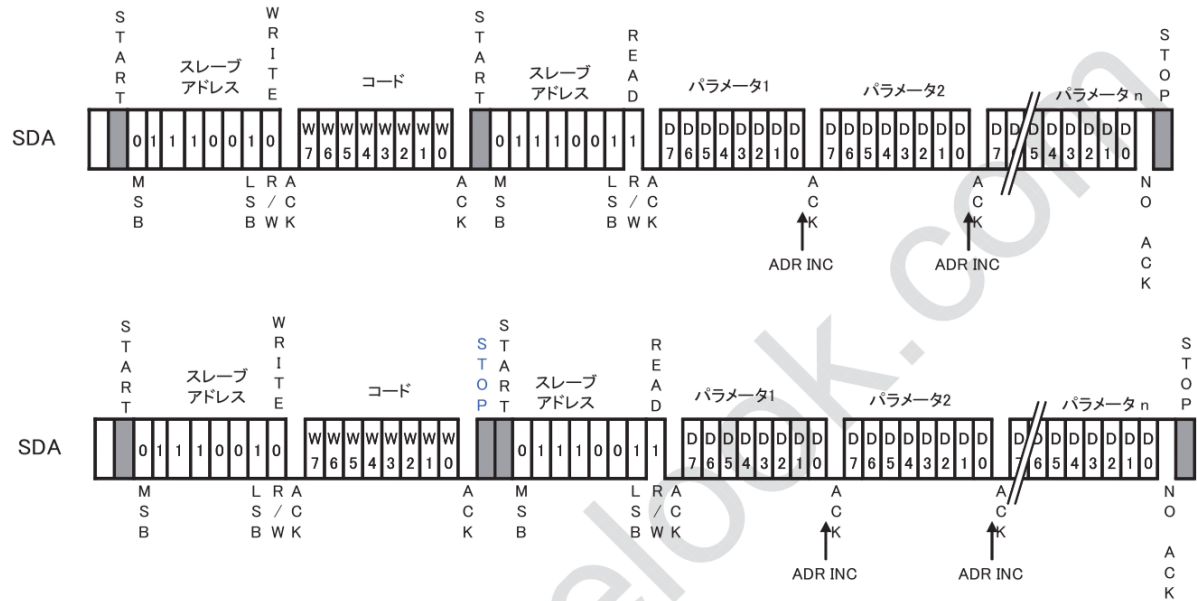 START
スレーブ
アドレス
WRITE
コード
START
スレーブ
アドレス
READ
パラメータ1
パラメータ2
パラメータ n
STOP
SDA
0 1 1 1 0 0 1 0
W7 W6 W5 W4 W3 W2 W1 W0
0 1 1 1 0 0 1 1
D7 D6 D5 D4 D3 D2 D1 D0
D7 D6 D5 D4 D3 D2 D1 D0
D7 D5 D4 D3 D2 D1 D0
MSB
LSB
R/W
ACK
ACK
MSB
LSB
R/W
ACK
ACK
ACK
NO ACK
ADR INC
ADR INC
START
スレーブ
アドレス
WRITE
コード
STOP
START
スレーブ
アドレス
READ
パラメータ1
パラメータ2
パラメータ n
STOP
SDA
0 1 1 1 0 0 1 0
W7 W6 W5 W4 W3 W2 W1 W0
0 1 1 1 0 0 1 1
D7 D6 D5 D4 D3 D2 D1 D0
D7 D6 D5 D4 D3 D2 D1 D0
D7 D6 D5 D4 D3 D2 D1 D0
MSB
LSB
R/W
ACK
ACK
MSB
LSB
R/W
ACK
ACK
ACK
NO ACK
ADR INC
ADR INC
elook.com